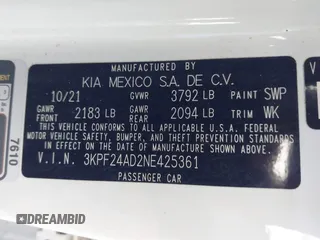 MANUFACTURED BY
KIA MEXICO S.A. DE C.V.
10/21 GVWR 3792 LB PAINT SWP
GAWR FRONT 2183 LB GAWR REAR 2094 LB TRIM WK
THIS VEHICLE CONFORMS TO ALL APPLICABLE U.S.A. FEDERAL
MOTOR VEHICLE SAFETY, BUMPER, AND THEFT PREVENTION STANDARDS
IN EFFECT ON THE DATE OF MANUFACTURE SHOWN ABOVE.
V.I.N. 3KPF24AD2NE425361
PASSENGER CAR
7610
V
RAWBIDAUTO.COM